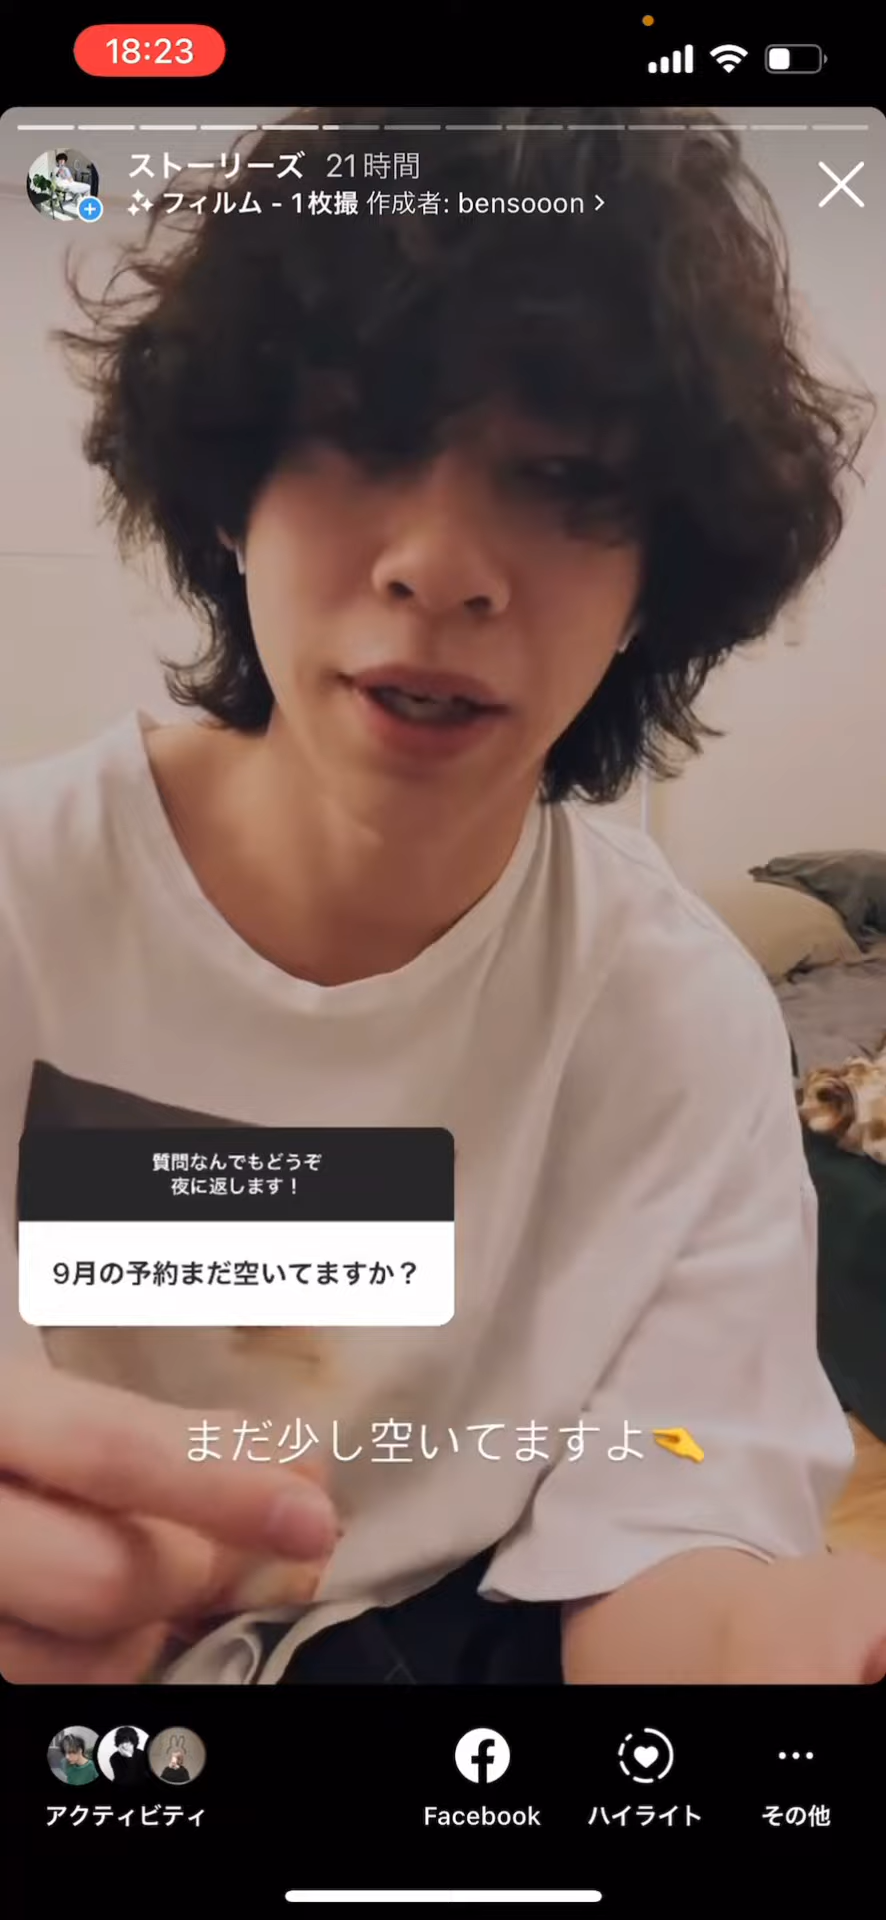 18:23
ストーリーズ 21時間
フィルム - 1枚撮 作成者: bensooon
質問なんでもどうぞ
夜に返します！
9月の予約まだ空いてますか？
まだ少し空いてますよ
アクティビティ
Facebook
ハイライト
その他